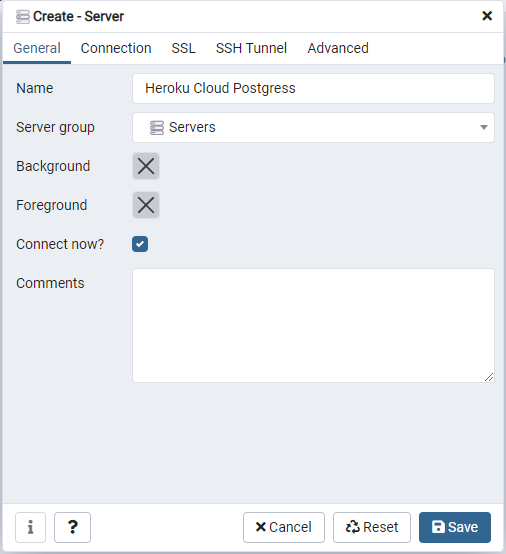 Create - Server
General Connection SSL SSH Tunnel Advanced
Name Heroku Cloud Postgress
Server group Servers
Background
Foreground
Connect now?
Comments
i ? Cancel Reset Save